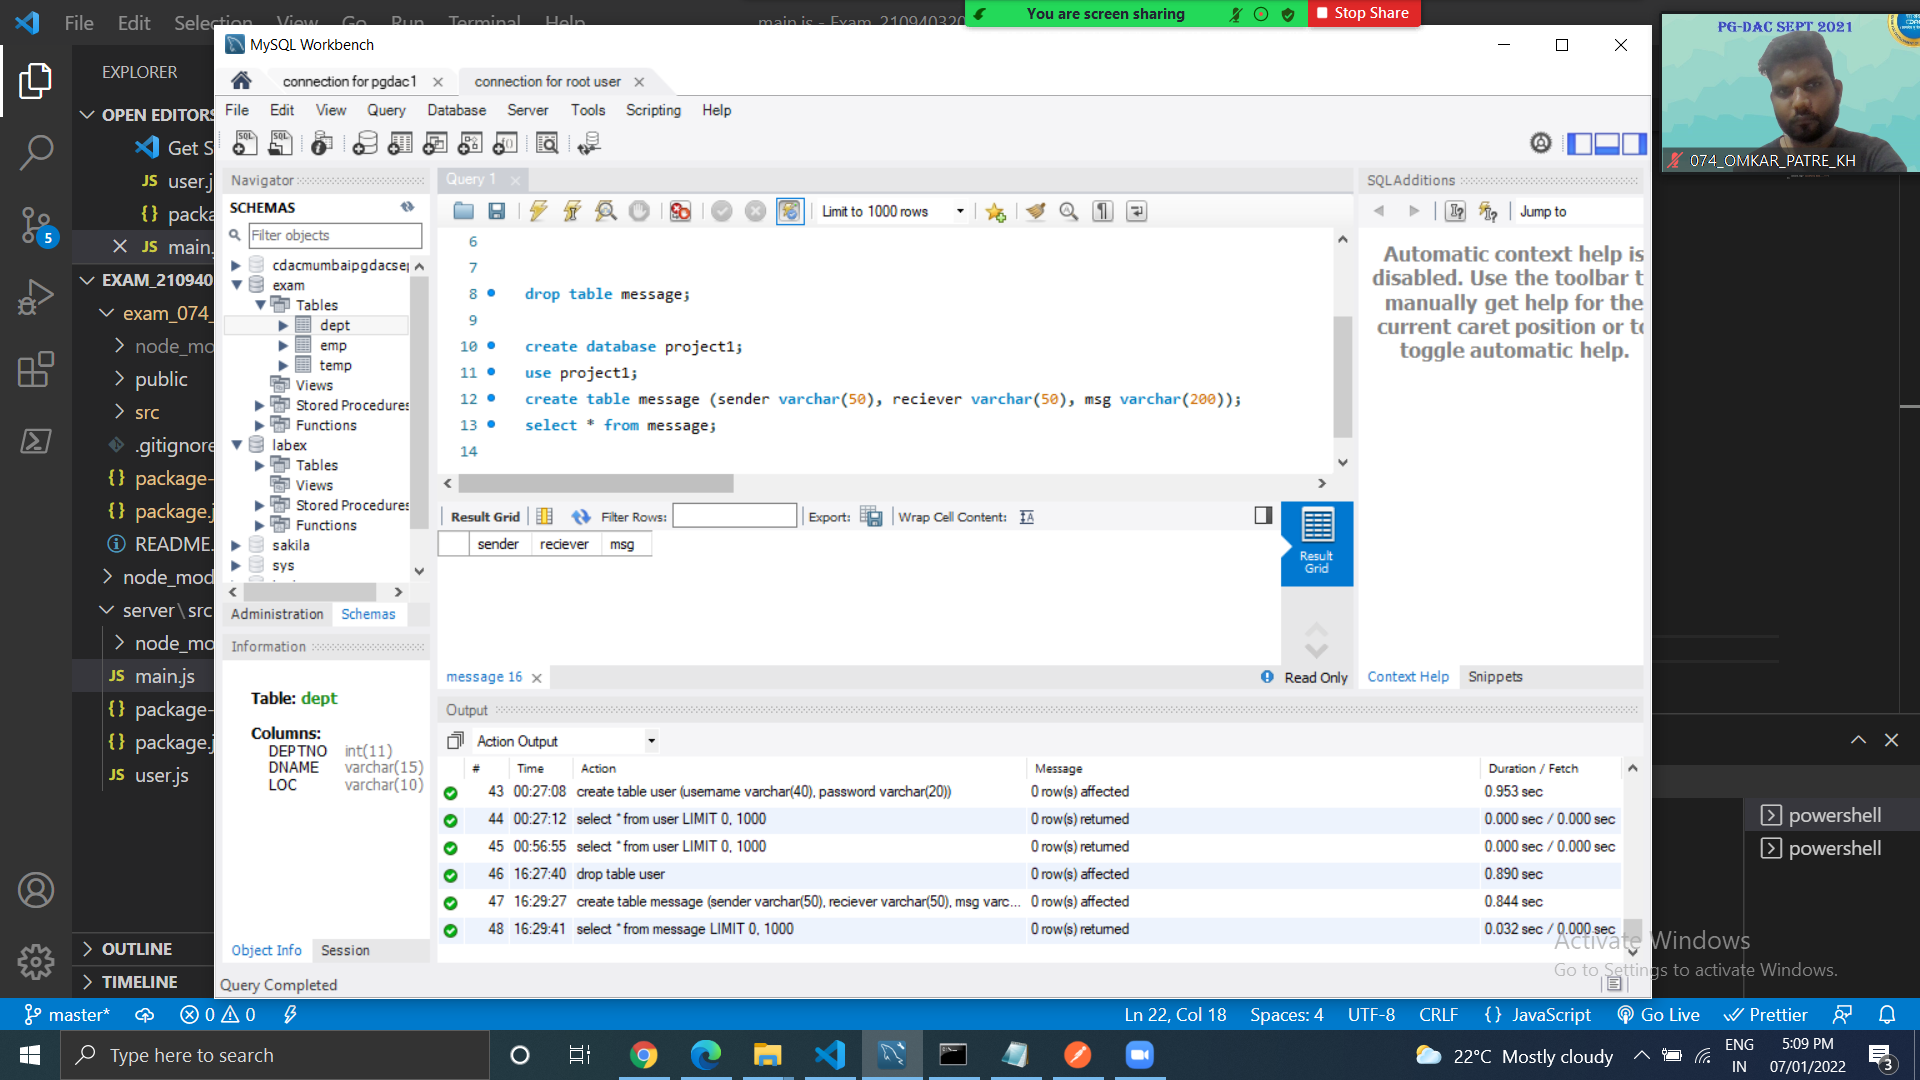 File Edit Selection View Go Run Terminal Help
main.js - Exam_210940320
You are screen sharing
Stop Share
PG-DAC SEPT 2021
074_OMKAR_PATRE_KH
MySQL Workbench
connection for pgdac1
connection for root user
File Edit View Query Database Server Tools Scripting Help
EXPLORER
OPEN EDITORS
Get S
user.j
packa
main.
EXAM_210940
exam_074_
node_mo
public
src
.gitignore
package-
package.j
README.
node_mod
server\src
node_mo
main.js
package-
package.j
user.js
OUTLINE
TIMELINE
5
Navigator
SCHEMAS
Filter objects
cdacmumbaipgdacsep
exam
Tables
dept
emp
temp
Views
Stored Procedures
Functions
labex
Tables
Views
Stored Procedures
Functions
sakila
sys
Administration Schemas
Information
Table: dept
Columns:
DEPTNO int(11)
DNAME varchar(15)
LOC varchar(10)
Object Info Session
Query Completed
Query 1
Limit to 1000 rows
6
7
8 drop table message;
9
10 create database project1;
11 use project1;
12 create table message (sender varchar(50), reciever varchar(50), msg varchar(200));
13 select * from message;
14
Result Grid Filter Rows: Export: Wrap Cell Content:
sender reciever msg
Result Grid
message 16
Read Only
SQLAdditions
Jump to
Automatic context help is
disabled. Use the toolbar t
manually get help for the
current caret position or to
toggle automatic help.
Context Help Snippets
Output
Action Output
# Time Action Message Duration / Fetch
43 00:27:08 create table user (username varchar(40), password varchar(20)) 0 row(s) affected 0.953 sec
44 00:27:12 select * from user LIMIT 0, 1000 0 row(s) returned 0.000 sec / 0.000 sec
45 00:56:55 select * from user LIMIT 0, 1000 0 row(s) returned 0.000 sec / 0.000 sec
46 16:27:40 drop table user 0 row(s) affected 0.890 sec
47 16:29:27 create table message (sender varchar(50), reciever varchar(50), msg varc... 0 row(s) affected 0.844 sec
48 16:29:41 select * from message LIMIT 0, 1000 0 row(s) returned 0.032 sec / 0.000 sec
powershell
powershell
Activate Windows
Go to Settings to activate Windows.
master* 0 0 Ln 22, Col 18 Spaces: 4 UTF-8 CRLF {} JavaScript Go Live Prettier
Type here to search
22°C Mostly cloudy
ENG
IN
5:09 PM
07/01/2022
3